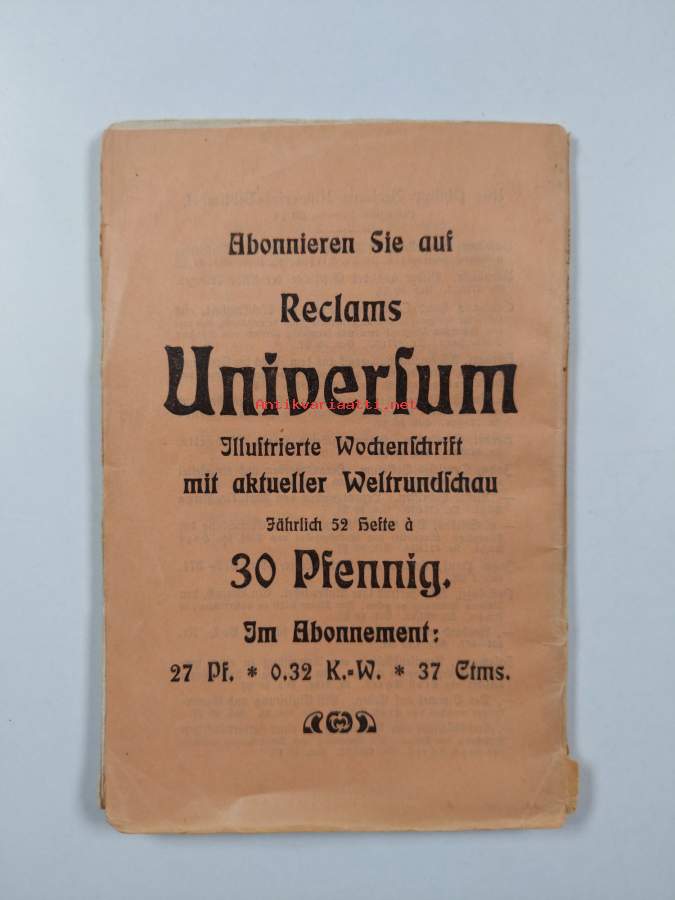 Abonnieren Sie auf
Reclams
Univerſum
Antikvariaatti.net
Illuſtrierte Wochenſchrift
mit aktueller Weltrundſchau
Jährlich 52 Hefte à
30 Pfennig.
Im Abonnement:
27 Pf. * 0.32 K.-W. * 37 Ctms.